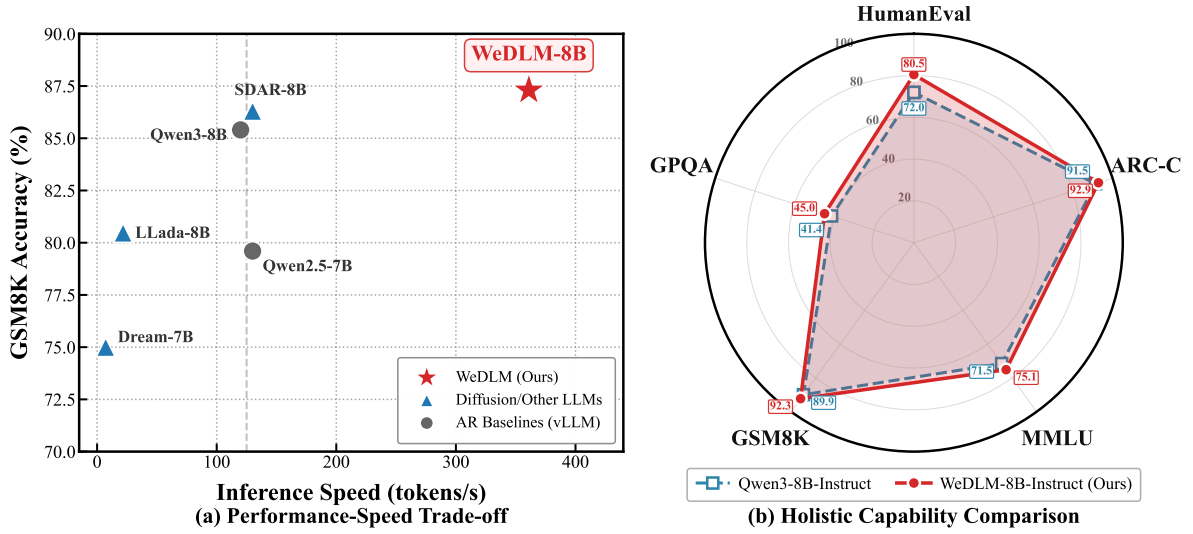 90.0
87.5
85.0
82.5
80.0
77.5
75.0
72.5
70.0
GSM8K Accuracy (%)
WeDLM-8B
SDAR-8B
Qwen3-8B
LLada-8B
Qwen2.5-7B
Dream-7B
WeDLM (Ours)
Diffusion/Other LLMs
AR Baselines (vLLM)
0
100
200
300
400
Inference Speed (tokens/s)
(a) Performance-Speed Trade-off
HumanEval
100
80
60
40
20
80.5
72.0
ARC-C
91.5
92.9
GPQA
45.0
41.4
71.5
75.1
MMLU
92.3
89.9
GSM8K
Qwen3-8B-Instruct
WeDLM-8B-Instruct (Ours)
(b) Holistic Capability Comparison